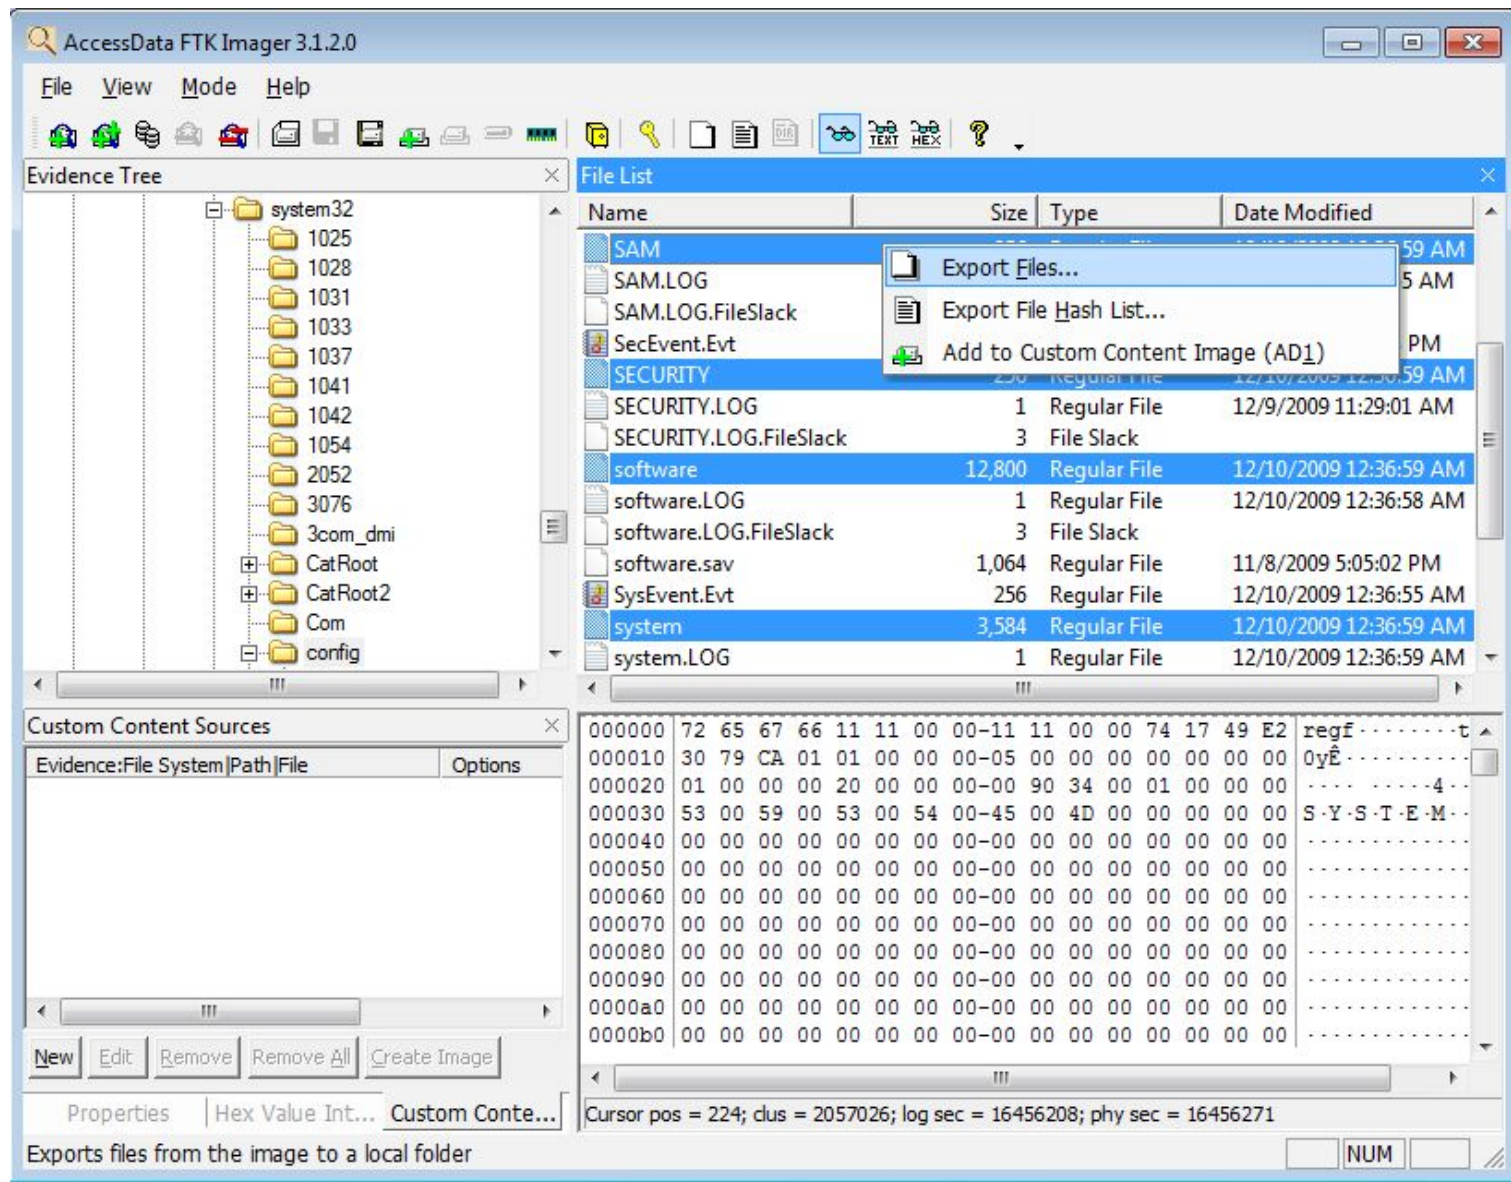 AccessData FTK Imager 3.1.2.0
File View Mode Help
TEXT HEX
Evidence Tree
system32
1025
1028
1031
1033
1037
1041
1042
1054
2052
3076
3com_dmi
CatRoot
CatRoot2
Com
config
File List
Name Size Type Date Modified
SAM 59 AM
SAM.LOG 5 AM
SAM.LOG.FileSlack
SecEvent.Evt PM
SECURITY 256 Regular File 12/10/2009 12:36:59 AM
SECURITY.LOG 1 Regular File 12/9/2009 11:29:01 AM
SECURITY.LOG.FileSlack 3 File Slack
software 12,800 Regular File 12/10/2009 12:36:59 AM
software.LOG 1 Regular File 12/10/2009 12:36:58 AM
software.LOG.FileSlack 3 File Slack
software.sav 1,064 Regular File 11/8/2009 5:05:02 PM
SysEvent.Evt 256 Regular File 12/10/2009 12:36:55 AM
system 3,584 Regular File 12/10/2009 12:36:59 AM
system.LOG 1 Regular File 12/10/2009 12:36:59 AM
Export Files...
Export File Hash List...
Add to Custom Content Image (AD1)
Custom Content Sources
Evidence:File System|Path|File Options
New Edit Remove Remove All Create Image
Properties Hex Value Int... Custom Conte...
000000 72 65 67 66 11 11 00 00-11 11 00 00 74 17 49 E2 regf········t
000010 30 79 CA 01 01 00 00 00-05 00 00 00 00 00 00 00 0yÊ··········
000020 01 00 00 00 20 00 00 00-00 90 34 00 01 00 00 00 ···· ·····4··
000030 53 00 59 00 53 00 54 00-45 00 4D 00 00 00 00 00 S·Y·S·T·E·M··
000040 00 00 00 00 00 00 00 00-00 00 00 00 00 00 00 00 ·············
000050 00 00 00 00 00 00 00 00-00 00 00 00 00 00 00 00 ·············
000060 00 00 00 00 00 00 00 00-00 00 00 00 00 00 00 00 ·············
000070 00 00 00 00 00 00 00 00-00 00 00 00 00 00 00 00 ·············
000080 00 00 00 00 00 00 00 00-00 00 00 00 00 00 00 00 ·············
000090 00 00 00 00 00 00 00 00-00 00 00 00 00 00 00 00 ·············
0000a0 00 00 00 00 00 00 00 00-00 00 00 00 00 00 00 00 ·············
0000b0 00 00 00 00 00 00 00 00-00 00 00 00 00 00 00 00 ·············
Cursor pos = 224; clus = 2057026; log sec = 16456208; phy sec = 16456271
Exports files from the image to a local folder
NUM